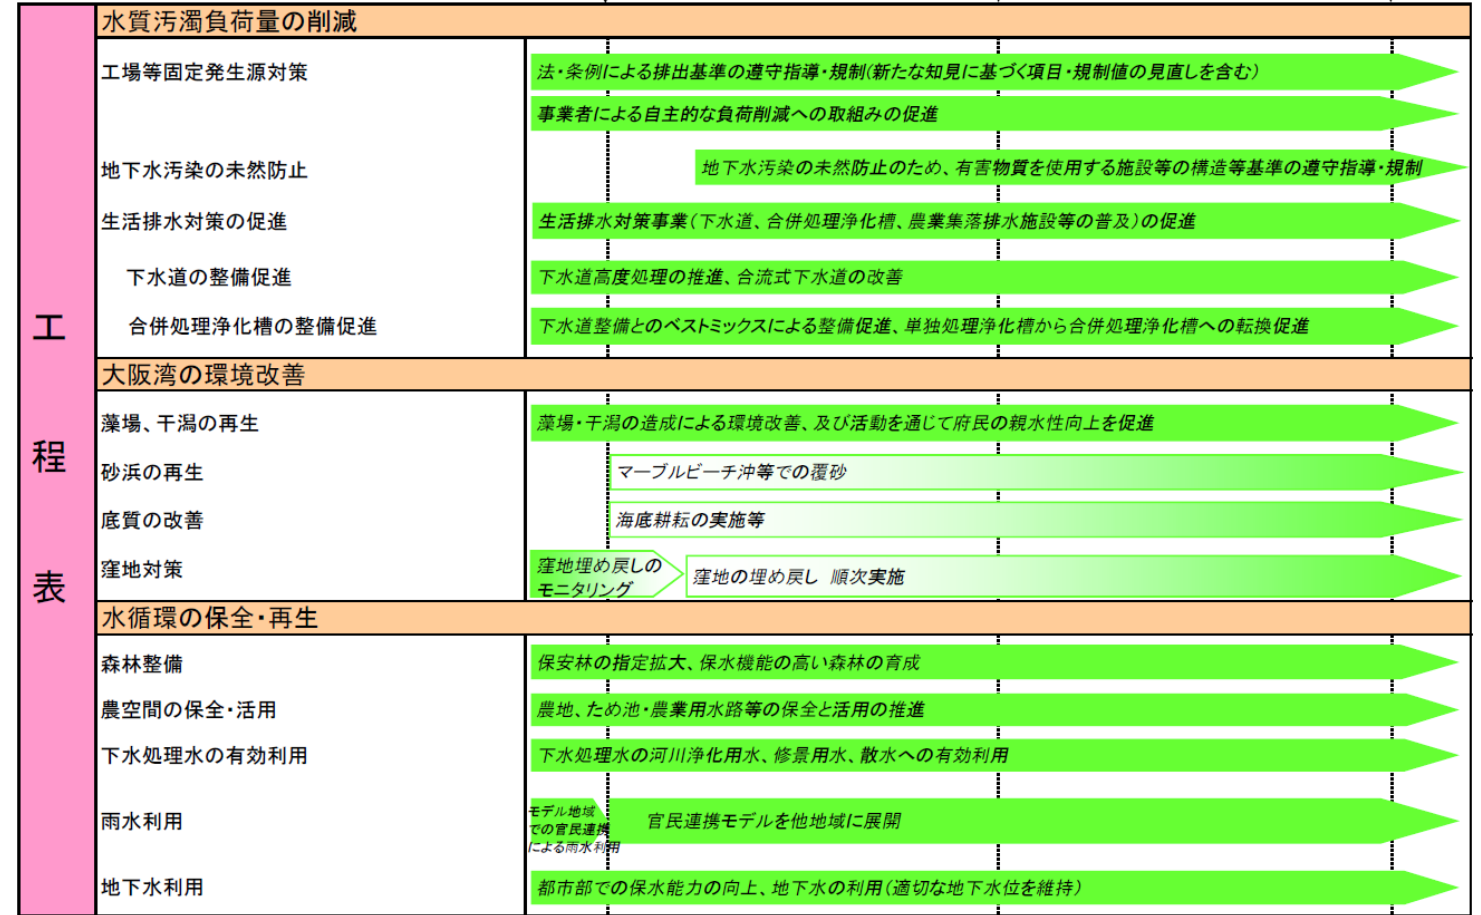 工程表
水質汚濁負荷量の削減
工場等固定発生源対策
法・条例による排出基準の遵守指導・規制(新たな知見に基づく項目・規制値の見直しを含む)
事業者による自主的な負荷削減への取組みの促進
地下水汚染の未然防止
地下水汚染の未然防止のため、有害物質を使用する施設等の構造等基準の遵守指導・規制
生活排水対策の促進
生活排水対策事業(下水道、合併処理浄化槽、農業集落排水施設等の普及)の促進
下水道の整備促進
下水道高度処理の推進、合流式下水道の改善
合併処理浄化槽の整備促進
下水道整備とのベストミックスによる整備促進、単独処理浄化槽から合併処理浄化槽への転換促進
大阪湾の環境改善
藻場、干潟の再生
藻場・干潟の造成による環境改善、及び活動を通じて府民の親水性向上を促進
砂浜の再生
マーブルビーチ沖等での覆砂
底質の改善
海底耕耘の実施等
窪地対策
窪地埋め戻しの
モニタリング
窪地の埋め戻し 順次実施
水循環の保全・再生
森林整備
保安林の指定拡大、保水機能の高い森林の育成
農空間の保全・活用
農地、ため池・農業用水路等の保全と活用の推進
下水処理水の有効利用
下水処理水の河川浄化用水、修景用水、散水への有効利用
雨水利用
モデル地域
での官民連携
による雨水利用
官民連携モデルを他地域に展開
地下水利用
都市部での保水能力の向上、地下水の利用(適切な地下水位を維持)